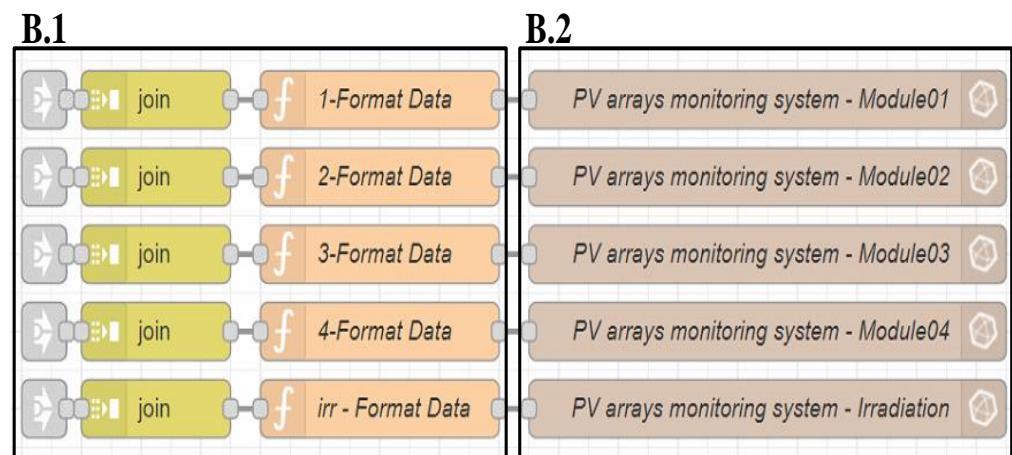 B.1 B.2
join 1-Format Data PV arrays monitoring system - Module01
join 2-Format Data PV arrays monitoring system - Module02
join 3-Format Data PV arrays monitoring system - Module03
join 4-Format Data PV arrays monitoring system - Module04
join irr - Format Data PV arrays monitoring system - Irradiation